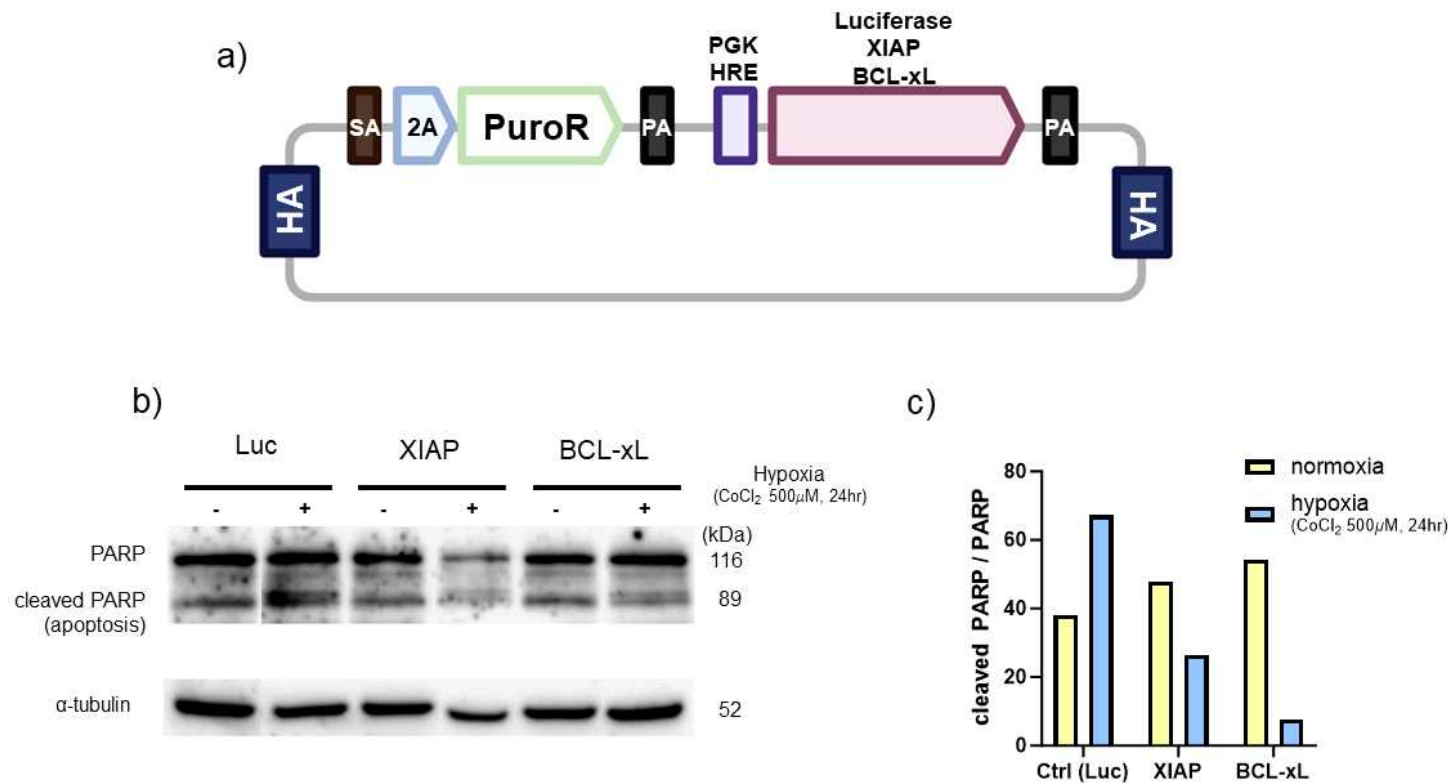 a)
PGK
HRE
Luciferase
XIAP
BCL-xL
SA
2A
PuroR
PA
PA
HA
HA
b)
Luc
XIAP
BCL-xL
Hypoxia
(CoCl₂ 500µM, 24hr)
- + - + - +
(kDa)
PARP
116
cleaved PARP
(apoptosis)
89
α-tubulin
52
c)
normoxia
hypoxia
(CoCl₂ 500µM, 24hr)
cleaved PARP / PARP
80
60
40
20
0
Ctrl (Luc) XIAP BCL-xL